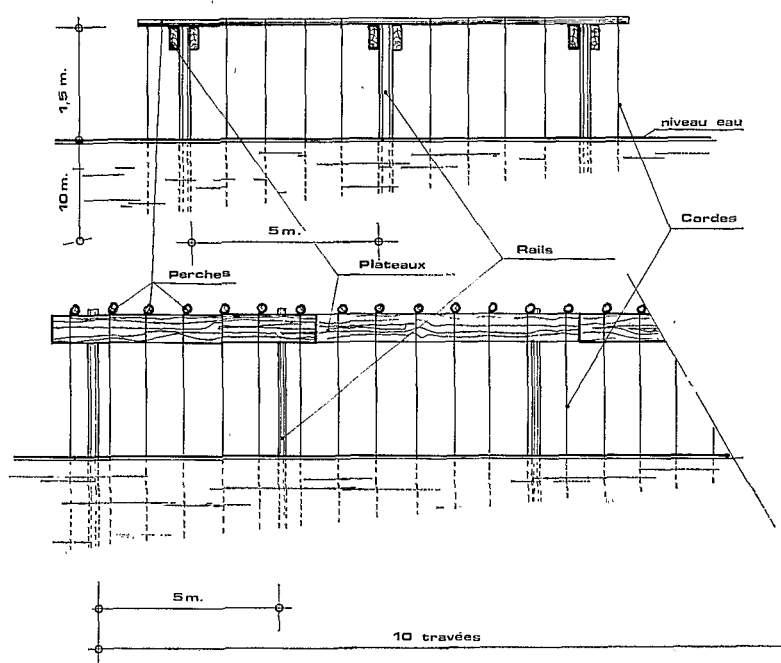 1,5 m.
niveau eau
10 m.
5 m.
Cordes
Rails
Plateaux
Perches
5 m.
10 travées